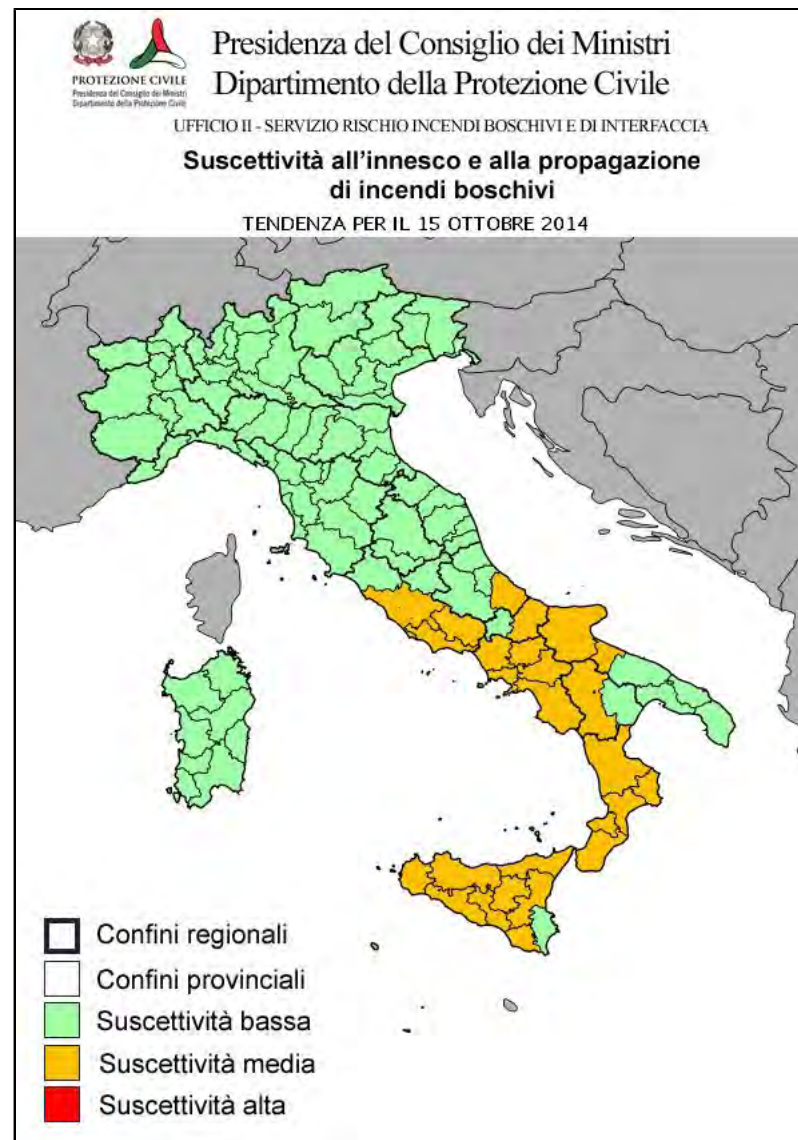 PROTEZIONE CIVILE
Presidenza del Consiglio dei Ministri
Dipartimento della Protezione Civile
Presidenza del Consiglio dei Ministri
Dipartimento della Protezione Civile
UFFICIO II - SERVIZIO RISCHIO INCENDI BOSCHIVI E DI INTERFACCIA
Suscettività all'innesco e alla propagazione
di incendi boschivi
TENDENZA PER IL 15 OTTOBRE 2014
Confini regionali
Confini provinciali
Suscettività bassa
Suscettività media
Suscettività alta